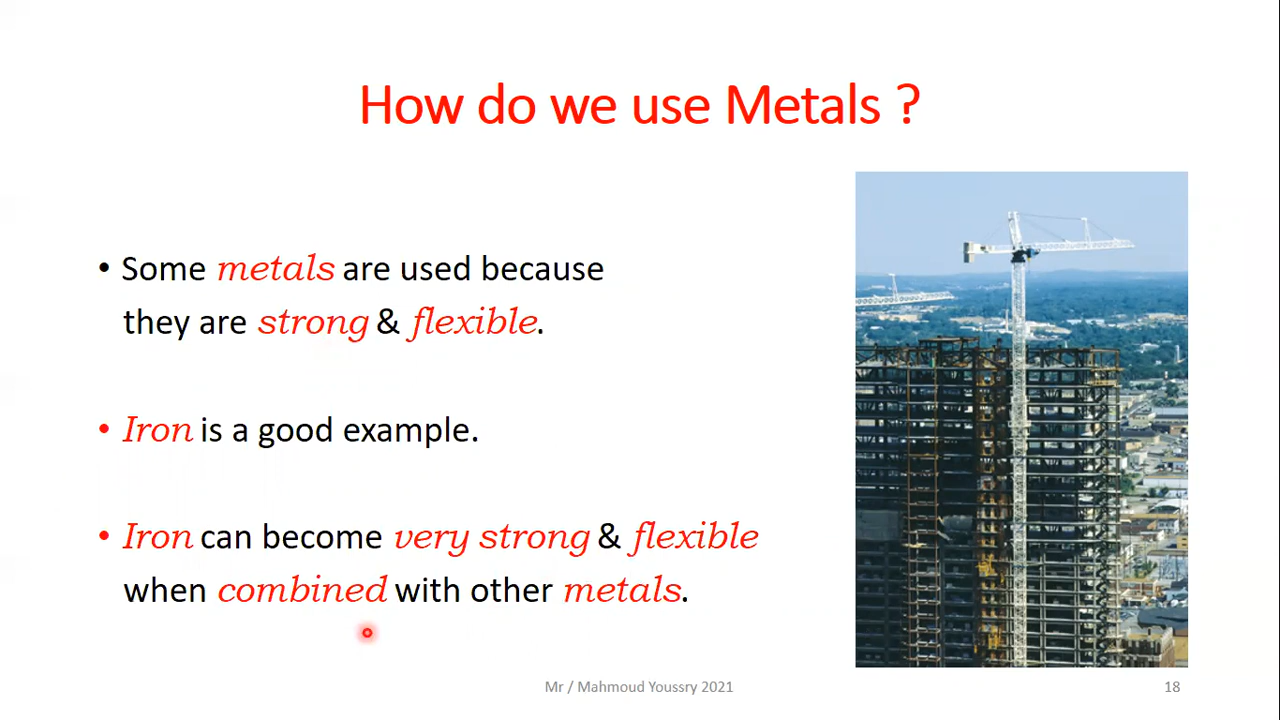 How do we use Metals ?
• Some metals are used because
they are strong & flexible.
• Iron is a good example.
• Iron can become very strong & flexible
when combined with other metals.
Mr / Mahmoud Youssry 2021
18